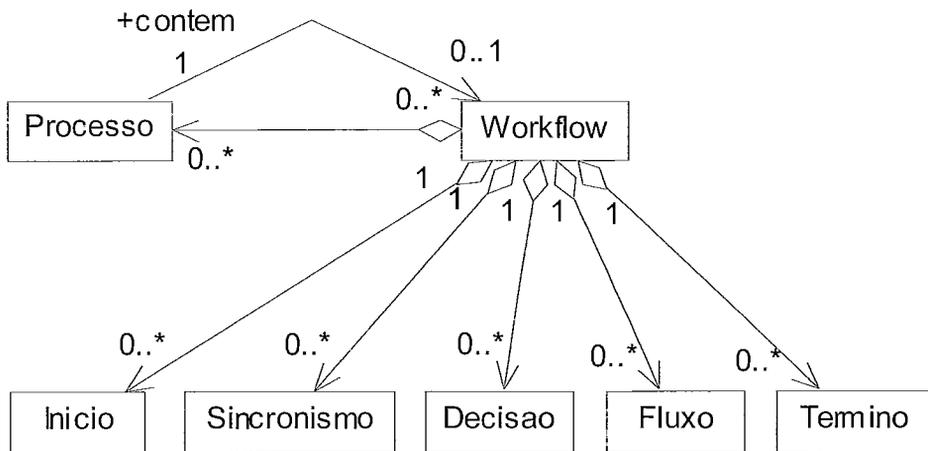 +contem
1
0..1
0..*
Processo
Workflow
0..*
1
1
1
1
1
0..*
0..*
0..*
0..*
0..*
Inicio
Sincronismo
Decisao
Fluxo
Termino